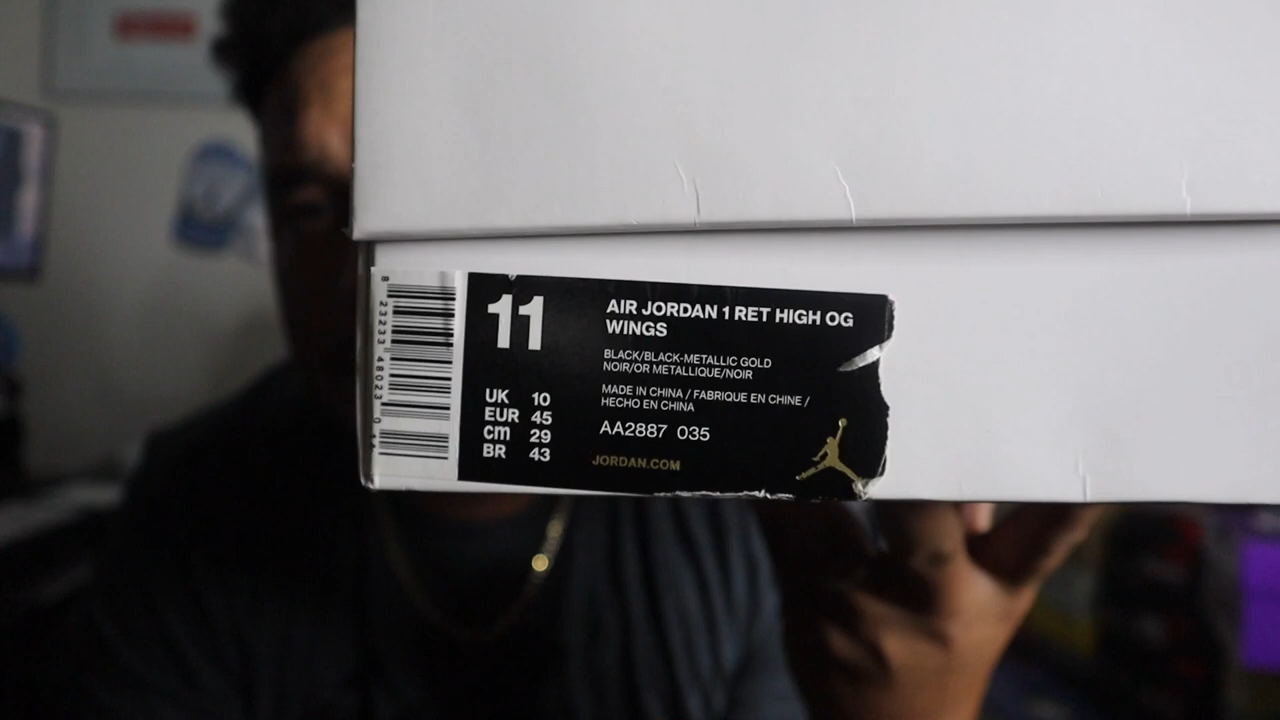 11
UK 10
EUR 45
cm 29
BR 43
AIR JORDAN 1 RET HIGH OG
WINGS
BLACK/BLACK-METALLIC GOLD
NOIR/OR METALLIQUE/NOIR
MADE IN CHINA / FABRIQUE EN CHINE /
HECHO EN CHINA
AA2887 035
JORDAN.COM